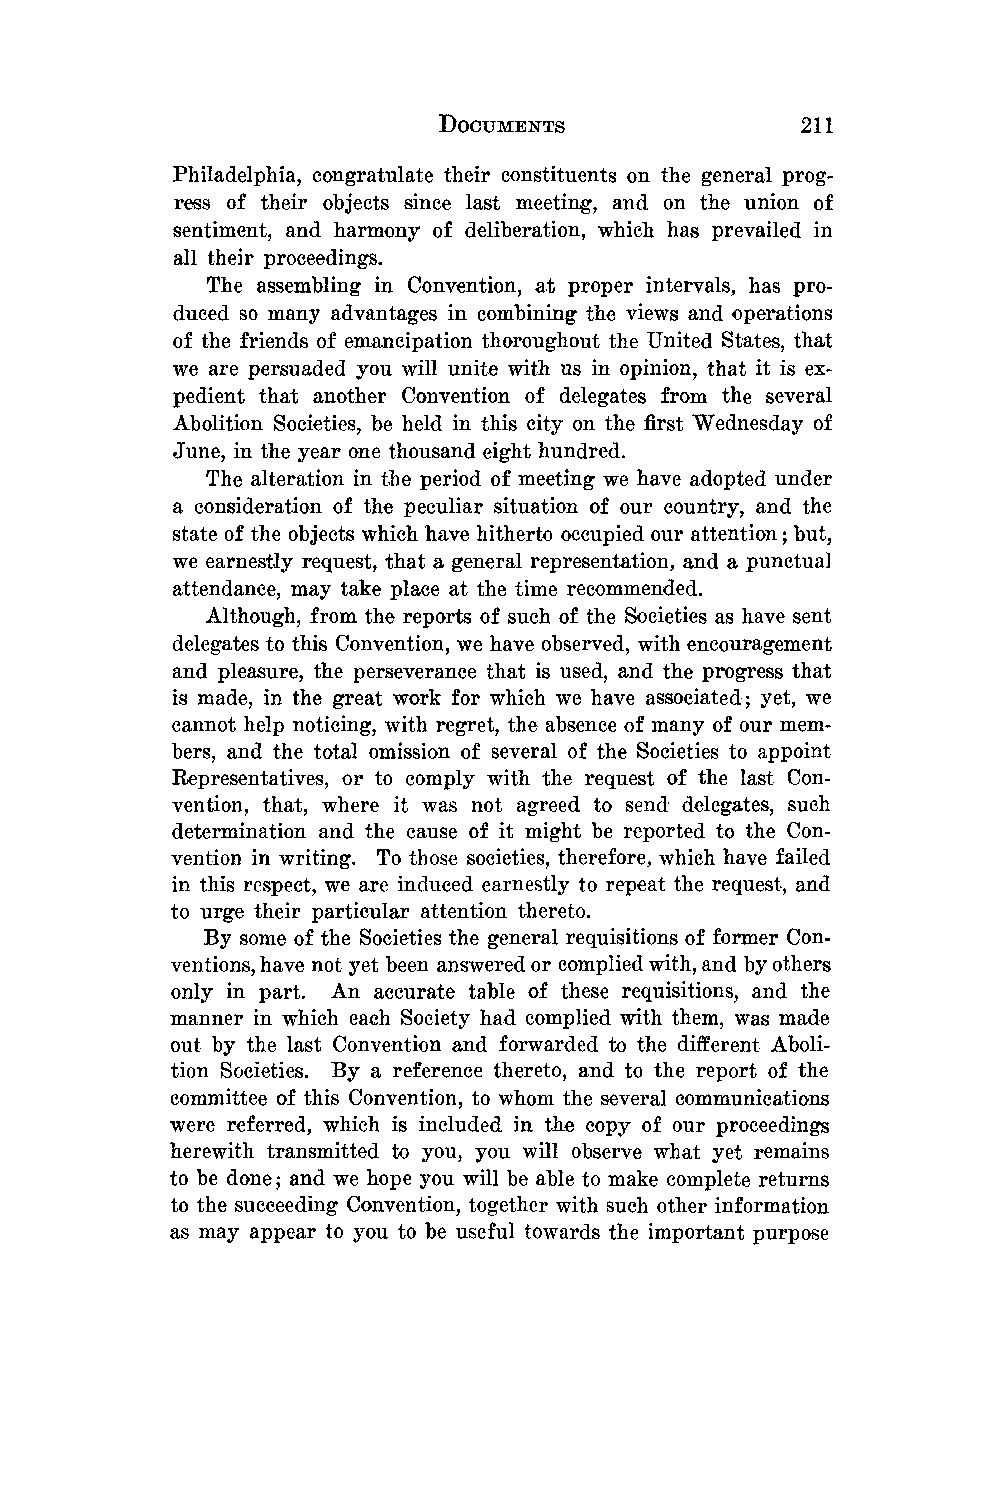 DOCUMENTS 211
Philadelphia, congratulate their constituents on the general prog-
ress of their objects since last meeting, and on the union of
sentiment, and harmony of deliberation, which has prevailed in
all their proceedings.
The assembling in Convention, at proper intervals, has pro-
duced so many advantages in combining the views and operations
of the friends of emancipation thoroughout the United States, that
we are persuaded you will unite with us in opinion, that it is ex-
pedient that another Convention of delegates from the several
Abolition Societies, be held in this city on the first Wednesday of
June, in the year one thousand eight hundred.
The alteration in the period of meeting we have adopted under
a consideration of the peculiar situation of our country, and the
state of the objects which have hitherto occupied our attention; but,
we earnestly request, that a general representation, and a punctual
attendance, may take place at the time recommended.
Although, from the reports of such of the Societies as have sent
delegates to this Convention, we have observed, with encouragement
and pleasure, the perseverance that is used, and the progress that
is made, in the great work for which we have associated; yet, we
cannot help noticing, with regret, the absence of many of our mem-
bers, and the total omission of several of the Societies to appoint
Representatives, or to comply with the request of the last Con-
vention, that, where it was not agreed to send delegates, such
determination and the cause of it might be reported to the Con-
vention in writing. To those societies, therefore, which have failed
in this respect, we are induced earnestly to repeat the request, and
to urge their particular attention thereto.
By some of the Societies the general requisitions of former Con-
ventions, have not yet been answered or complied with, and by others
only in part. An accurate table of these requisitions, and the
manner in which each Society had complied with them, was made
out by the last Convention and forwarded to the different Aboli-
tion Societies. By a reference thereto, and to the report of the
committee of this Convention, to whom the several communications
were referred, which is included in the copy of our proceedings
herewith transmitted to you, you will observe what yet remains
to be done; and we hope you will be able to make complete returns
to the succeeding Convention, together with such other information
as may appear to you to be useful towards the important purpose